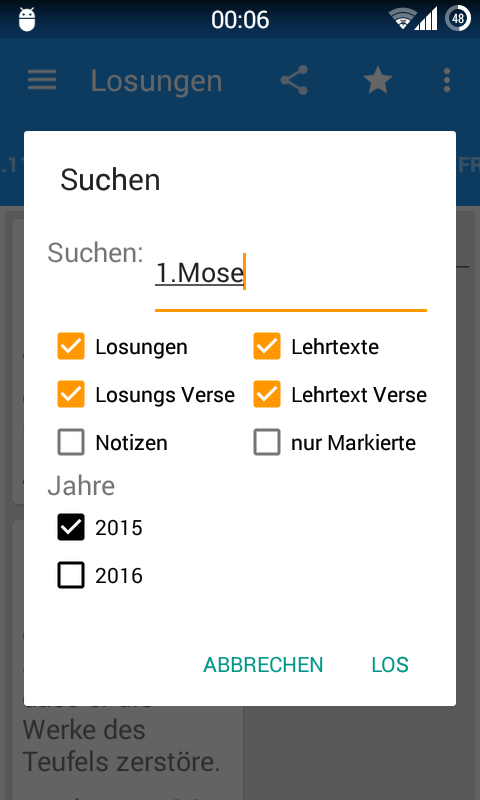 00:06
48
Losungen
FR
Suchen
Suchen:
1.Mose
Losungen
Lehrtexte
Losungs Verse
Lehrtext Verse
Notizen
nur Markierte
Jahre
2015
2016
ABBRECHEN
LOS
Werke des
Teufels zerstöre.